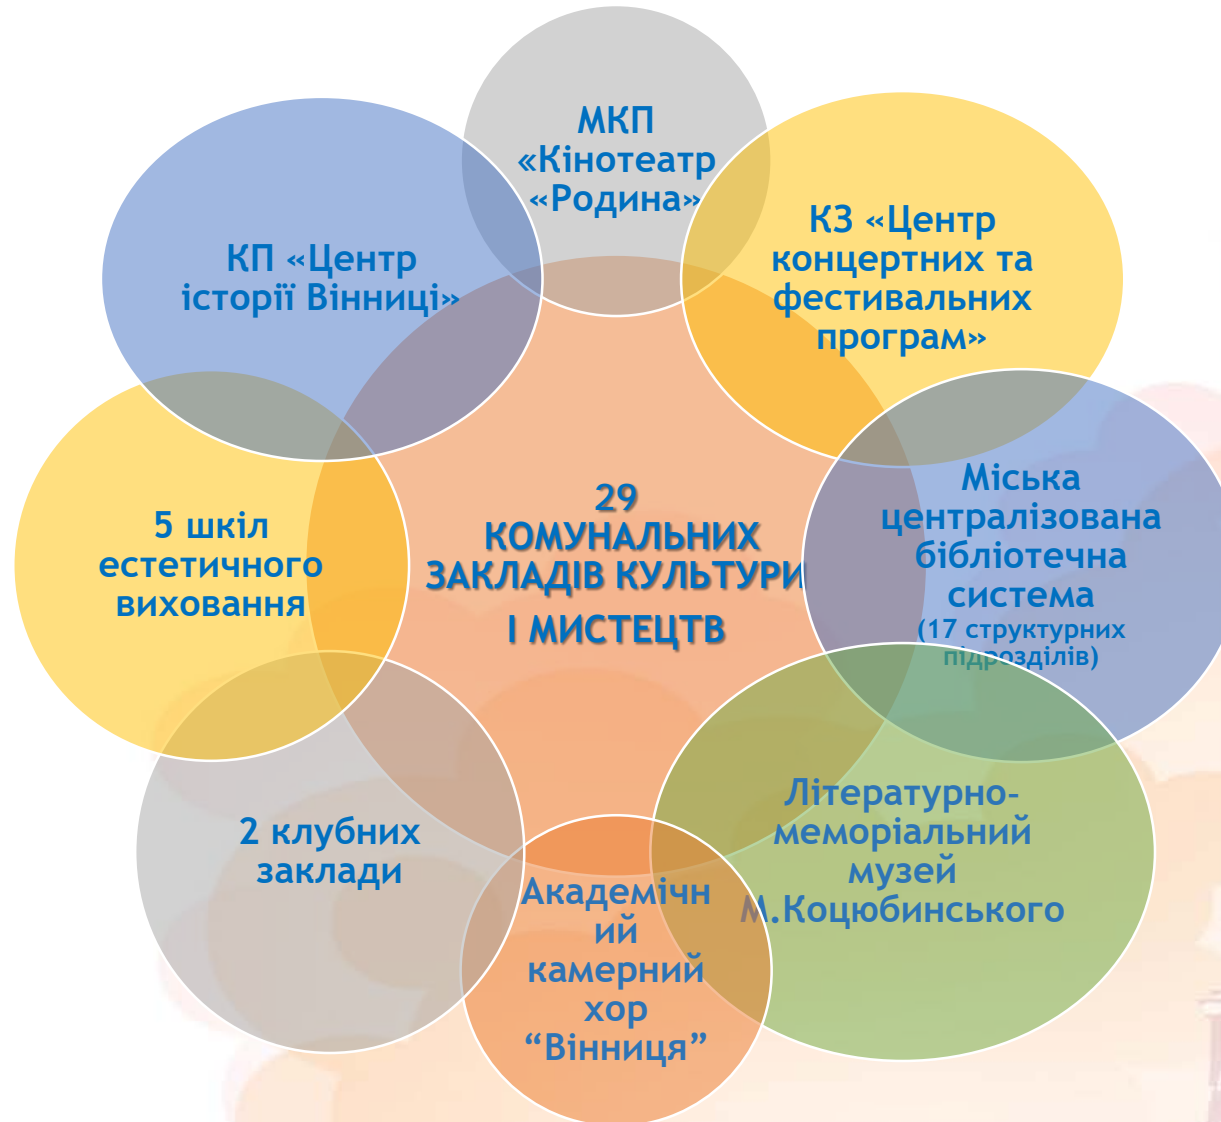 МКП
«Кінотеатр
«Родина»
КЗ «Центр
концертних та
фестивальних
програм»
КП «Центр
історії Вінниці»
Міська
централізована
бібліотечна
система
(17 структурних
підрозділів)
29
КОМУНАЛЬНИХ
ЗАКЛАДІВ КУЛЬТУРИ
І МИСТЕЦТВ
5 шкіл
естетичного
виховання
Літературно-
меморіальний
музей
М.Коцюбинського
2 клубних
заклади
Академічн
ий
камерний
хор
“Вінниця”